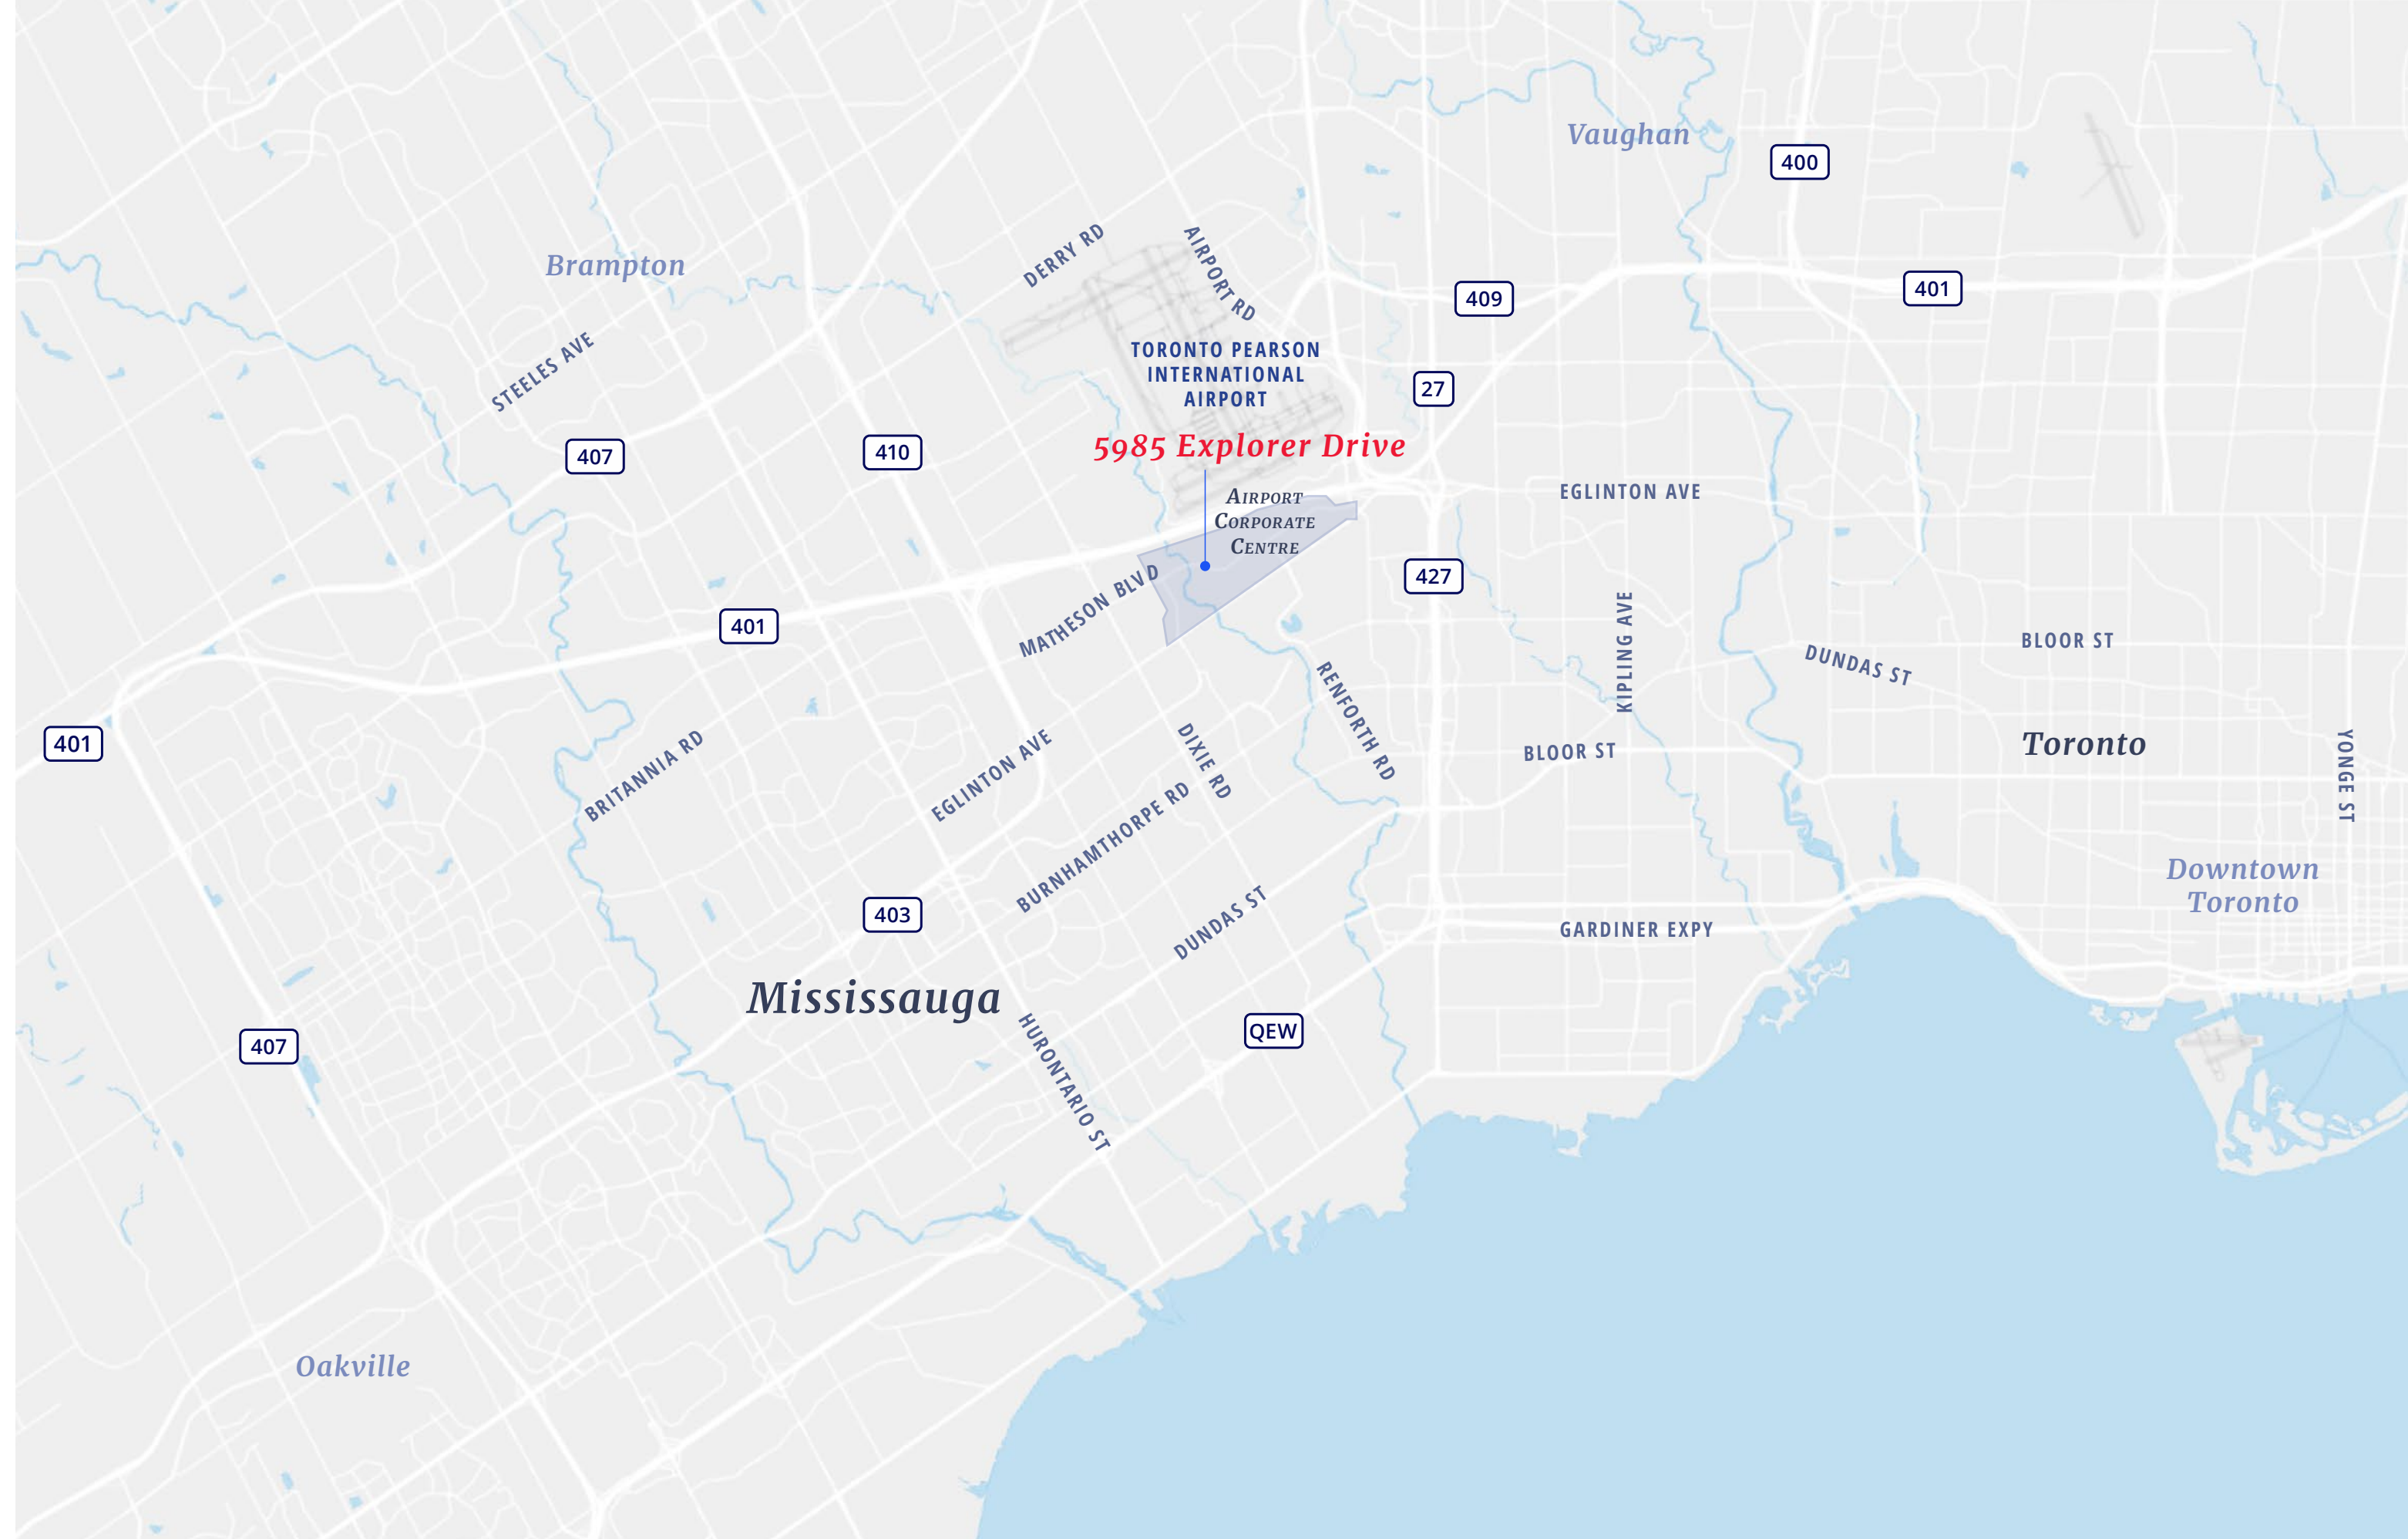 Vaughan
400
Brampton
DERRY RD
AIRPORT RD
409
401
STEELES AVE
TORONTO PEARSON
INTERNATIONAL
AIRPORT
27
407
410
5985 Explorer Drive
AIRPORT
CORPORATE
CENTRE
EGLINTON AVE
427
MATHESON BLVD
401
KIPLING AVE
BLOOR ST
DUNDAS ST
RENFORTH RD
401
BRITANNIA RD
EGLINTON AVE
DIXIE RD
BLOOR ST
Toronto
YONGE ST
BURNHAMTHORPE RD
Downtown
Toronto
403
DUNDAS ST
GARDINER EXPY
Mississauga
QEW
407
HURONTARIO ST
Oakville